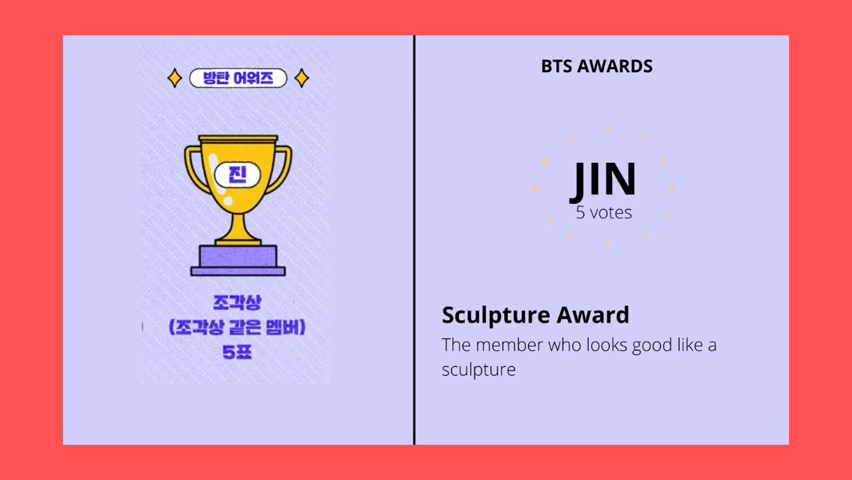 방탄 어워즈
진
조각상
(조각상 같은 멤버)
5표
BTS AWARDS
JIN
5 votes
Sculpture Award
The member who looks good like a
sculpture